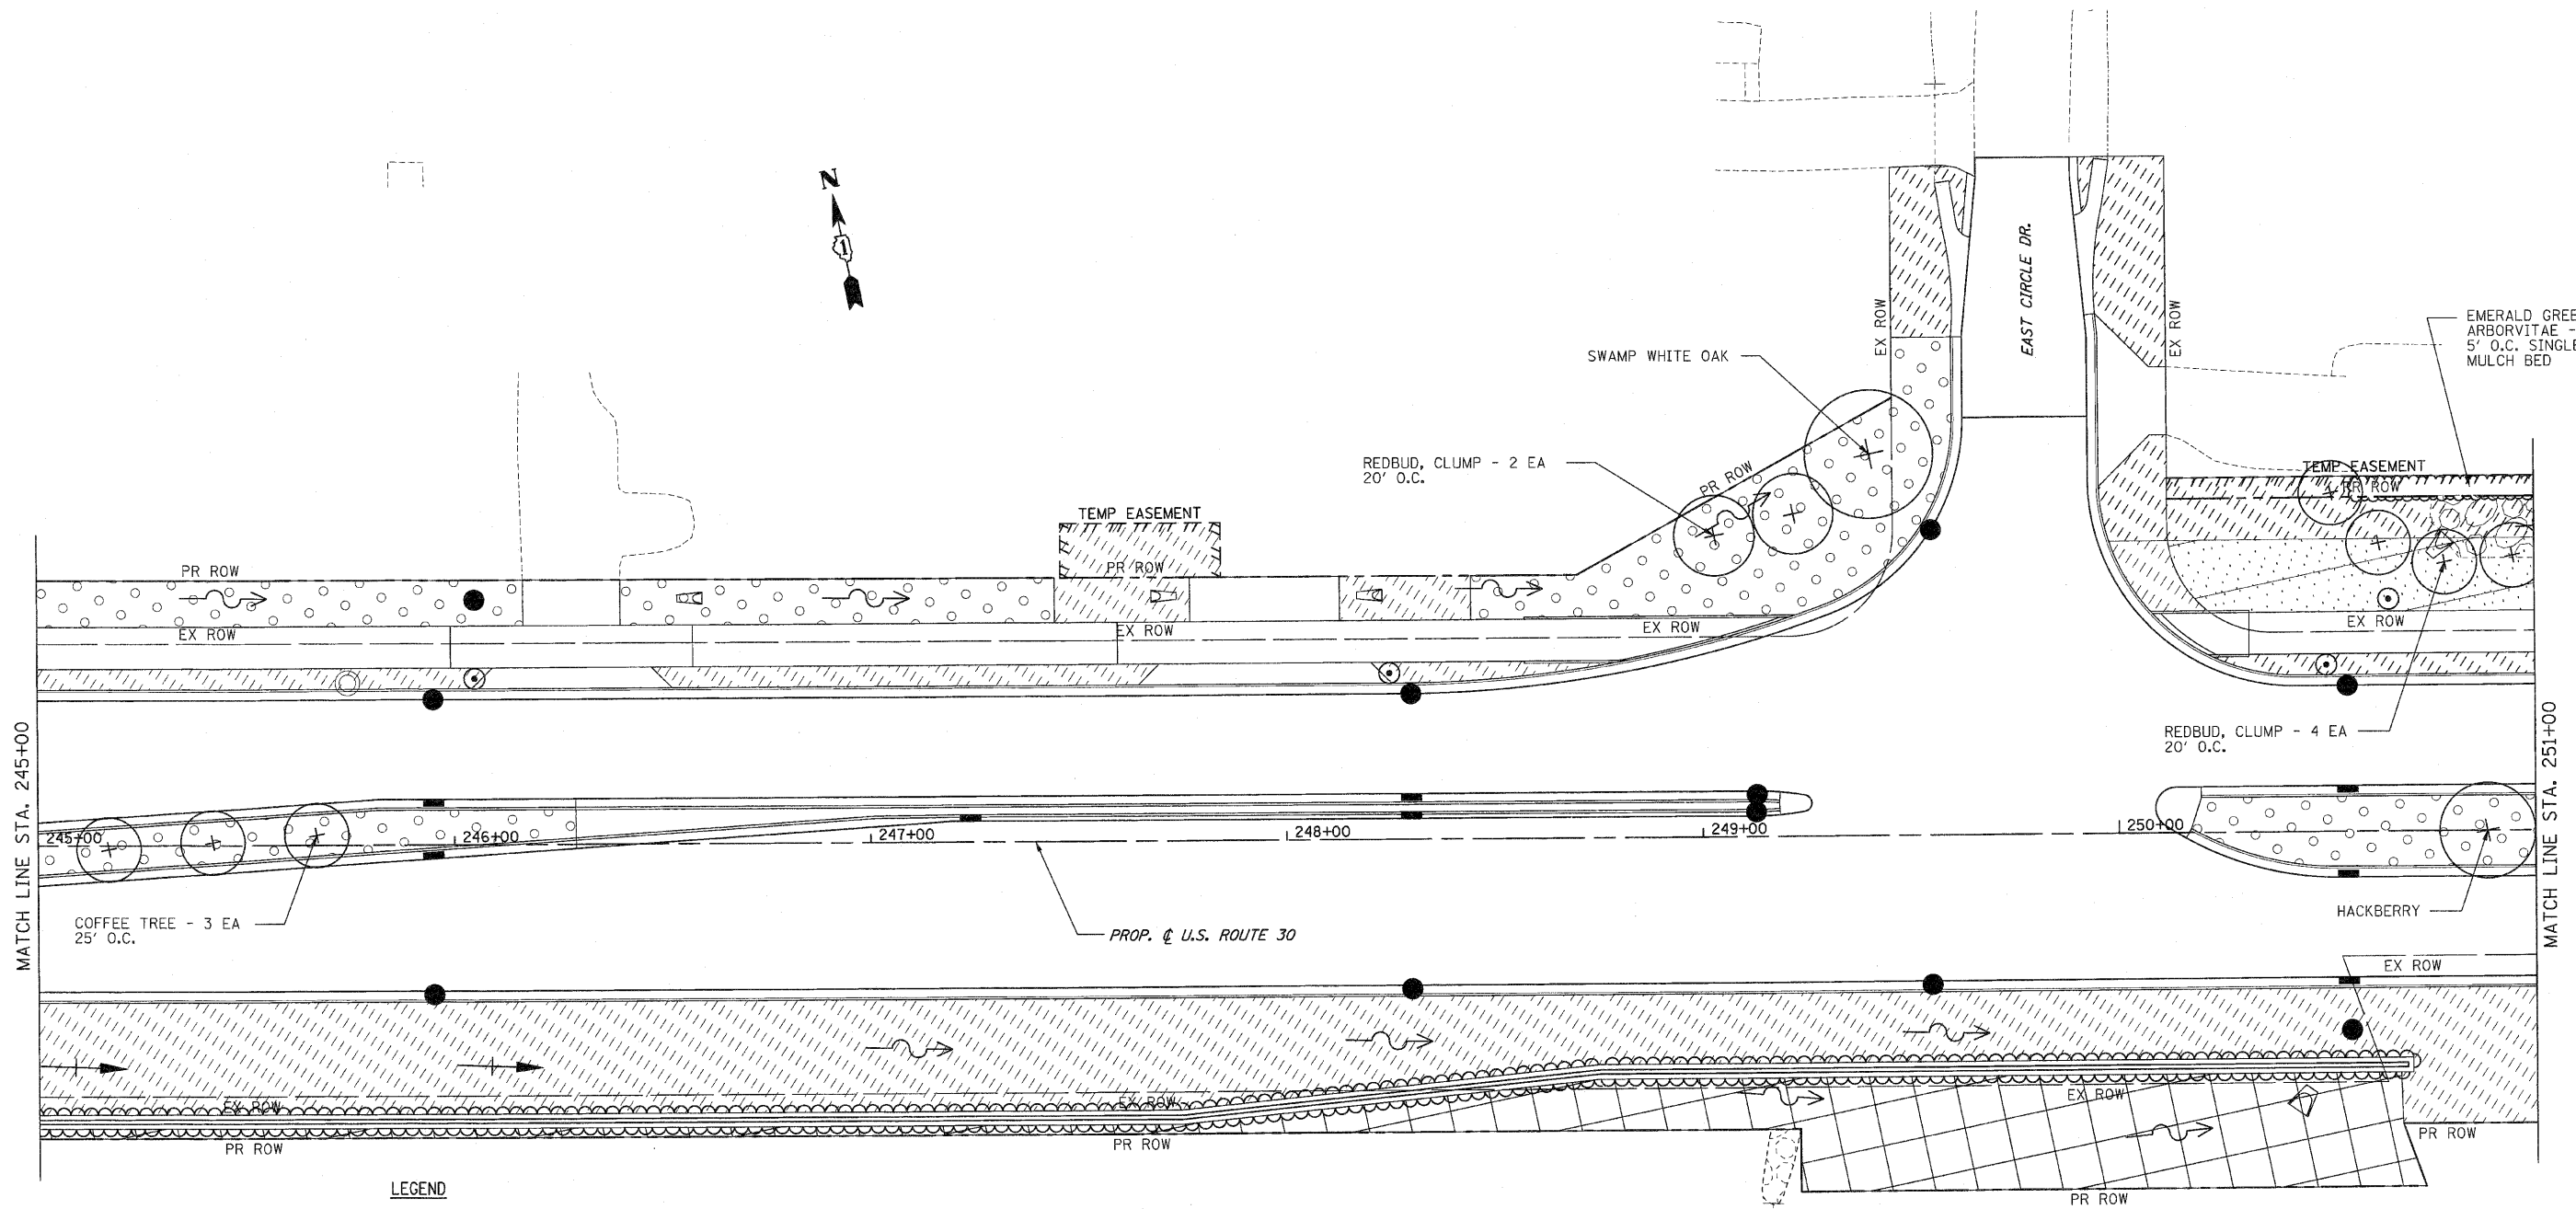 N
1
EAST CIRCLE DR.
EX ROW
EX ROW
SWAMP WHITE OAK
EMERALD GREE
ARBORVITAE -
5' O.C. SINGLE
MULCH BED
REDBUD, CLUMP - 2 EA
20' O.C.
PR ROW
TEMP EASEMENT
PR ROW
TEMP EASEMENT
PR ROW
PR ROW
EX ROW
EX ROW
EX ROW
EX ROW
REDBUD, CLUMP - 4 EA
20' O.C.
MATCH LINE STA. 245+00
MATCH LINE STA. 251+00
245+00
246+00
247+00
248+00
249+00
250+00
COFFEE TREE - 3 EA
25' O.C.
PROP. ℄ U.S. ROUTE 30
HACKBERRY
EX ROW
EX ROW
EX ROW
EX ROW
PR ROW
PR ROW
PR ROW
PR ROW
LEGEND